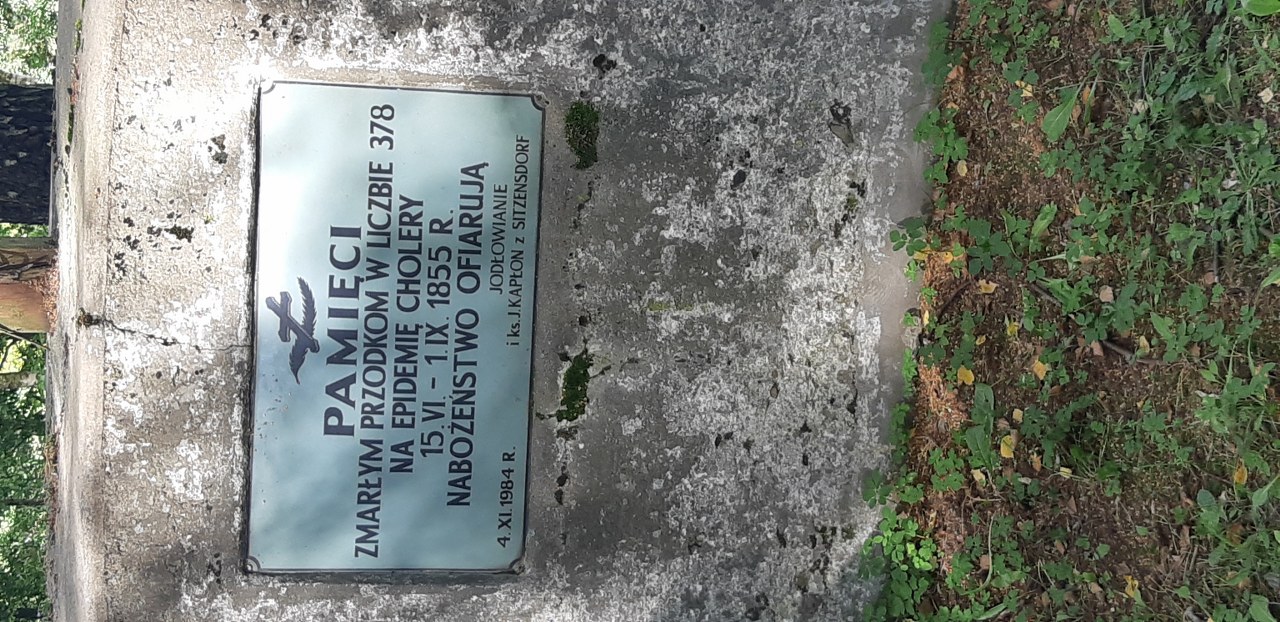 PAMIĘCI
ZMARŁYM PRZODKOM W LICZBIE 378
NA EPIDEMIĘ CHOLERY
15. VI. - 1. IX. 1855 R.
NABOŻEŃSTWO OFIARUJĄ
JODŁOWIANIE
4. XI. 1984 R. i KS. J. KAPŁON z SITZENSDORF